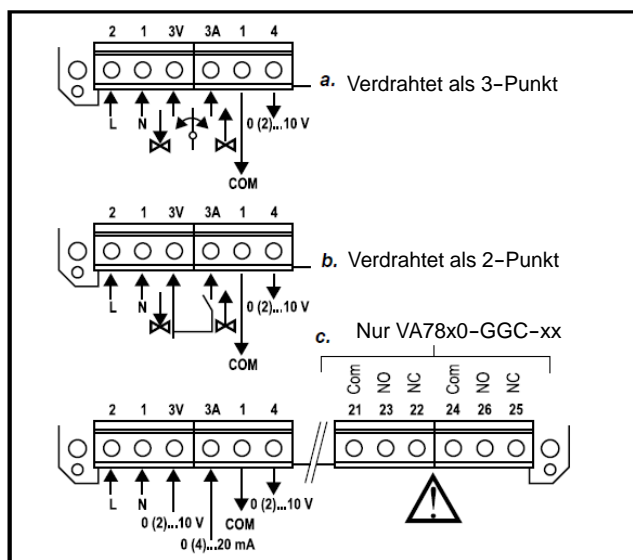 2 1 3V 3A 1 4
a. Verdrahtet als 3-Punkt
L N 0 (2)...10 V
COM
2 1 3V 3A 1 4
b. Verdrahtet als 2-Punkt
L N 0 (2)...10 V
COM
c. Nur VA78x0-GGC-xx
Com NO NC Com NO NC
2 1 3V 3A 1 4 21 23 22 24 26 25
L N 0 (2)...10 V
0 (2)...10 V COM
0 (4)...20 mA
!